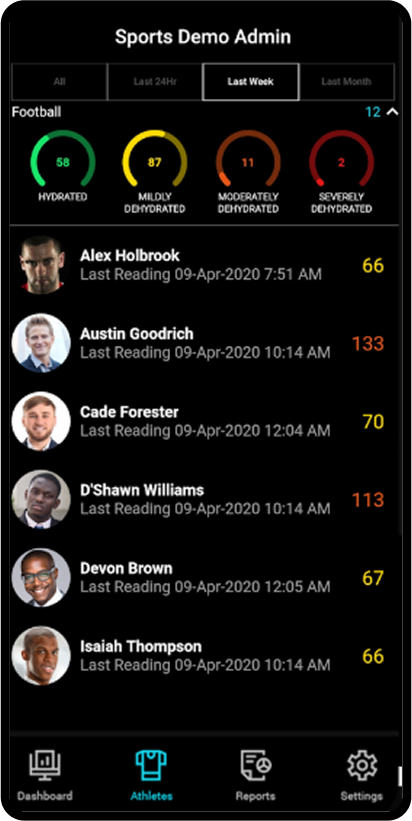 Sports Demo Admin
All Last 24Hr Last Week Last Month
Football 12
58 87 11 2
HYDRATED MILDLY DEHYDRATED MODERATELY DEHYDRATED SEVERELY DEHYDRATED
Alex Holbrook
Last Reading 09-Apr-2020 7:51 AM 66
Austin Goodrich
Last Reading 09-Apr-2020 10:14 AM 133
Cade Forester
Last Reading 09-Apr-2020 12:04 AM 70
D'Shawn Williams
Last Reading 09-Apr-2020 10:14 AM 113
Devon Brown
Last Reading 09-Apr-2020 12:05 AM 67
Isaiah Thompson
Last Reading 09-Apr-2020 10:14 AM 66
Dashboard Athletes Reports Settings